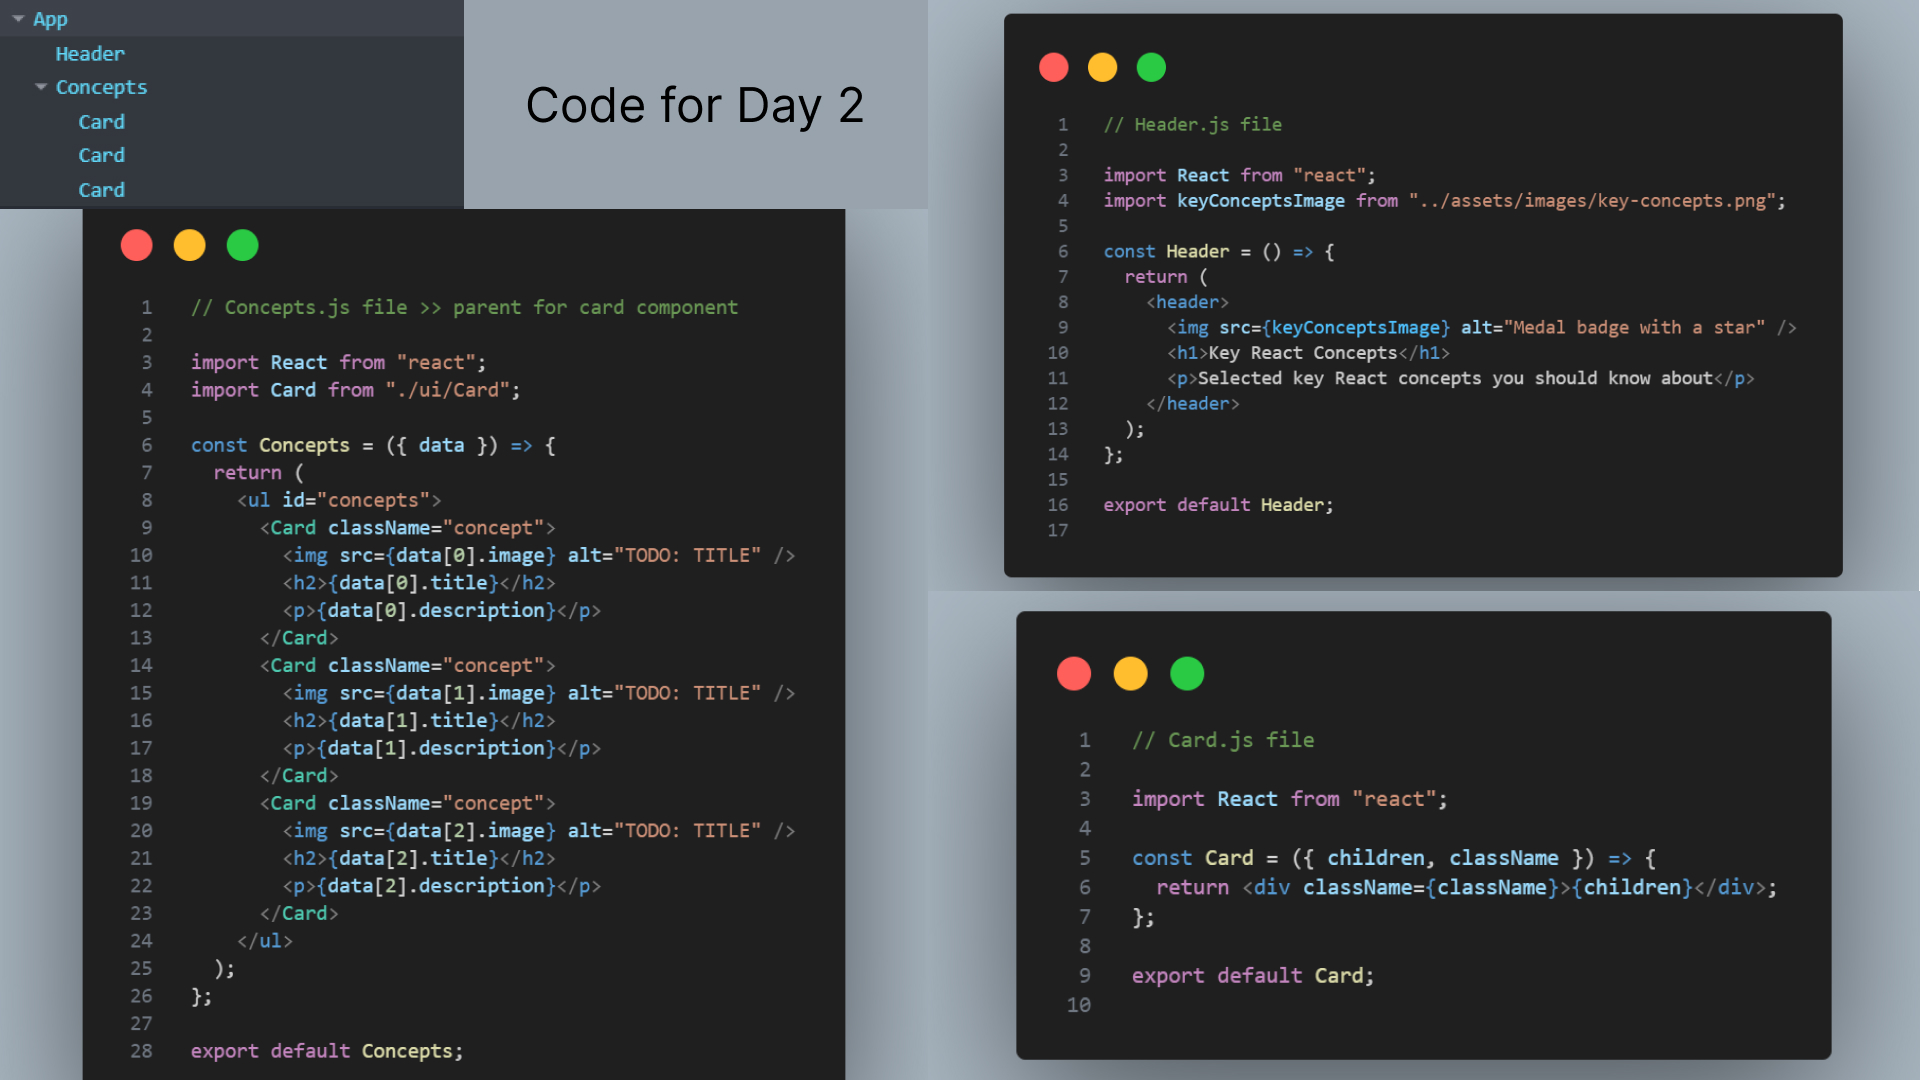 App
Header
Concepts
Card
Card
Card
Code for Day 2
1 // Concepts.js file >> parent for card component
2
3 import React from "react";
4 import Card from "./ui/Card";
5
6 const Concepts = ({ data }) => {
7   return (
8     <ul id="concepts">
9       <Card className="concept">
10         <img src={data[0].image} alt="TODO: TITLE" />
11         <h2>{data[0].title}</h2>
12         <p>{data[0].description}</p>
13       </Card>
14       <Card className="concept">
15         <img src={data[1].image} alt="TODO: TITLE" />
16         <h2>{data[1].title}</h2>
17         <p>{data[1].description}</p>
18       </Card>
19       <Card className="concept">
20         <img src={data[2].image} alt="TODO: TITLE" />
21         <h2>{data[2].title}</h2>
22         <p>{data[2].description}</p>
23       </Card>
24     </ul>
25   );
26 };
27
28 export default Concepts;
1 // Header.js file
2
3 import React from "react";
4 import keyConceptsImage from "../assets/images/key-concepts.png";
5
6 const Header = () => {
7   return (
8     <header>
9       <img src={keyConceptsImage} alt="Medal badge with a star" />
10       <h1>Key React Concepts</h1>
11       <p>Selected key React concepts you should know about</p>
12     </header>
13   );
14 };
15
16 export default Header;
17
1 // Card.js file
2
3 import React from "react";
4
5 const Card = ({ children, className }) => {
6   return <div className={className}>{children}</div>;
7 };
8
9 export default Card;
10